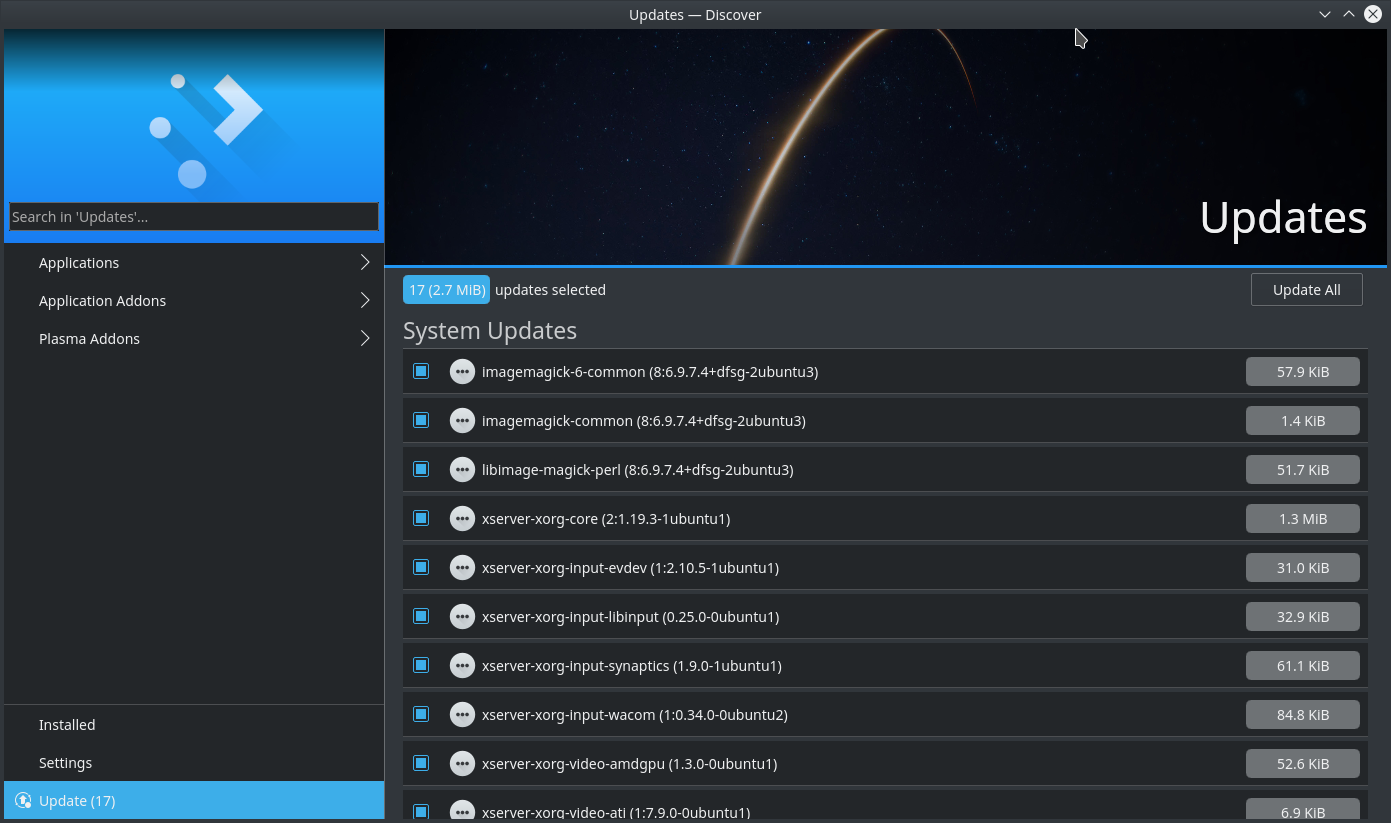 Updates — Discover
Search in 'Updates'...
Applications
Application Addons
Plasma Addons
Installed
Settings
Update (17)
Updates
17 (2.7 MiB) updates selected
Update All
System Updates
imagemagick-6-common (8:6.9.7.4+dfsg-2ubuntu3) 57.9 KiB
imagemagick-common (8:6.9.7.4+dfsg-2ubuntu3) 1.4 KiB
libimage-magick-perl (8:6.9.7.4+dfsg-2ubuntu3) 51.7 KiB
xserver-xorg-core (2:1.19.3-1ubuntu1) 1.3 MiB
xserver-xorg-input-evdev (1:2.10.5-1ubuntu1) 31.0 KiB
xserver-xorg-input-libinput (0.25.0-0ubuntu1) 32.9 KiB
xserver-xorg-input-synaptics (1.9.0-1ubuntu1) 61.1 KiB
xserver-xorg-input-wacom (1:0.34.0-0ubuntu2) 84.8 KiB
xserver-xorg-video-amdgpu (1.3.0-0ubuntu1) 52.6 KiB
xserver-xorg-video-ati (1:7.9.0-0ubuntu1) 6.9 KiB